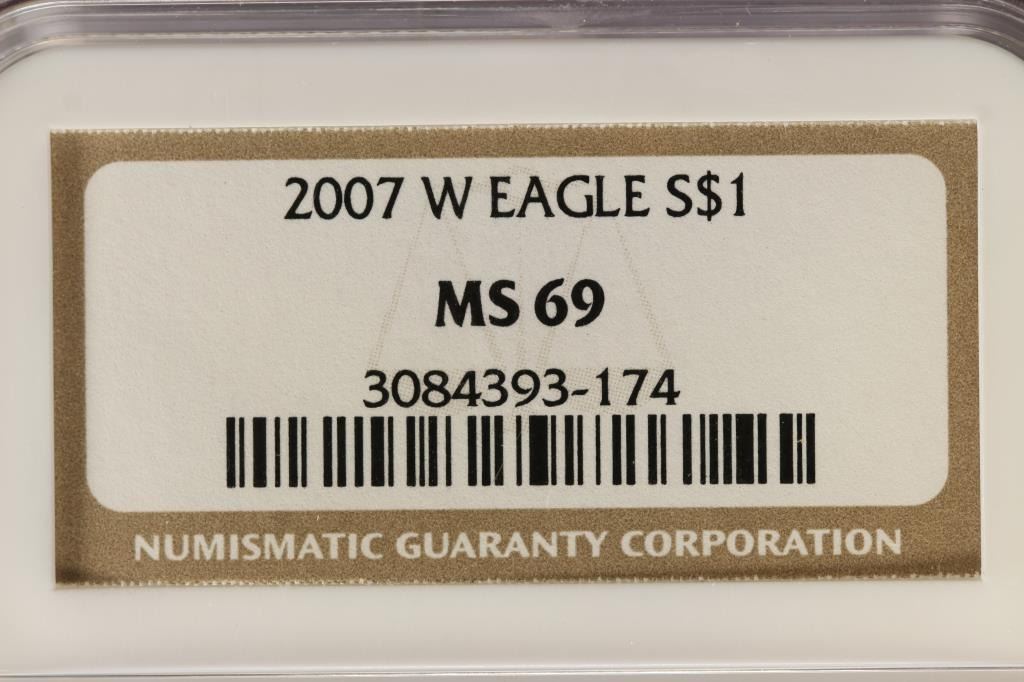 2007 W EAGLE S$1
MS 69
3084393-174
NUMISMATIC GUARANTY CORPORATION